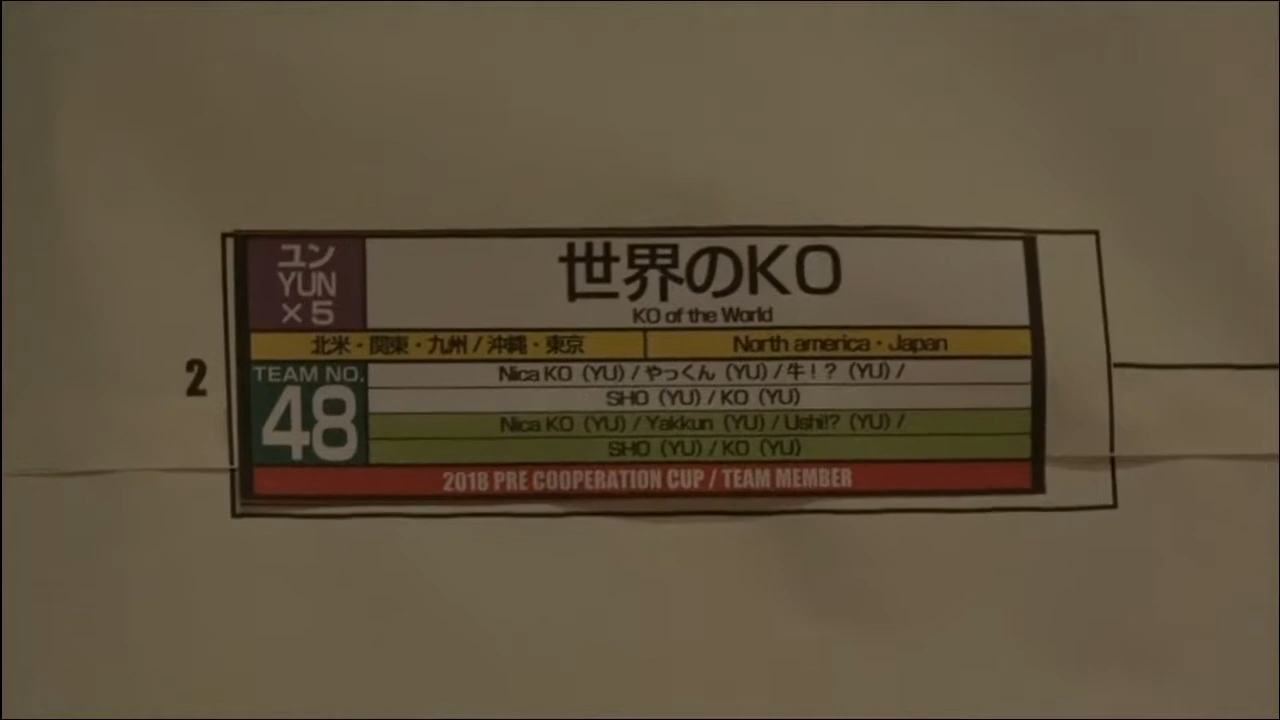 ユン
YUN
×5
世界のKO
KO of the World
北米・関東・九州 / 沖縄・東京
North america・Japan
2
TEAM NO.
48
Nica KO (YU) / やっくん (YU) / 牛！？ (YU) /
SHO (YU) / KO (YU)
Nica KO (YU) / Yakkun (YU) / Ushi!? (YU) /
SHO (YU) / KO (YU)
2018 PRE COOPERATION CUP / TEAM MEMBER